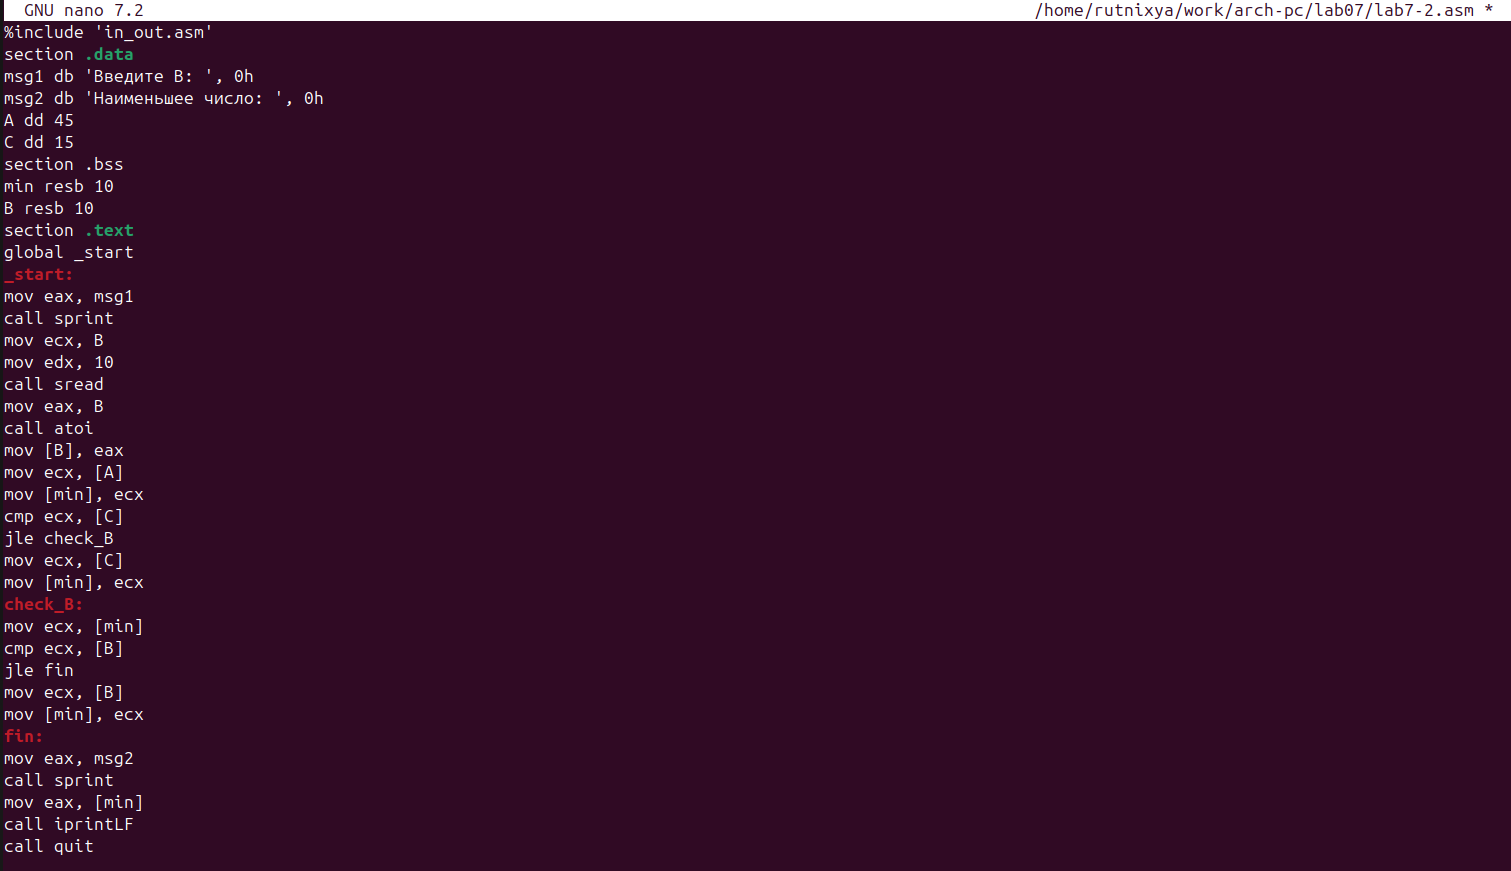 GNU nano 7.2 /home/rutnixya/work/arch-pc/lab07/lab7-2.asm *
%include 'in_out.asm'
section .data
msg1 db 'Введите B: ', 0h
msg2 db 'Наименьшее число: ', 0h
A dd 45
C dd 15
section .bss
min resb 10
B resb 10
section .text
global _start
_start:
mov eax, msg1
call sprint
mov ecx, B
mov edx, 10
call sread
mov eax, B
call atoi
mov [B], eax
mov ecx, [A]
mov [min], ecx
cmp ecx, [C]
jle check_B
mov ecx, [C]
mov [min], ecx
check_B:
mov ecx, [min]
cmp ecx, [B]
jle fin
mov ecx, [B]
mov [min], ecx
fin:
mov eax, msg2
call sprint
mov eax, [min]
call iprintLF
call quit